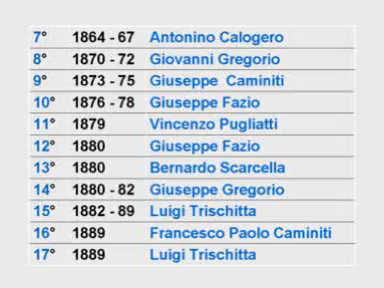 7° 1864 - 67 Antonino Calogero
8° 1870 - 72 Giovanni Gregorio
9° 1873 - 75 Giuseppe Caminiti
10° 1876 - 78 Giuseppe Fazio
11° 1879 Vincenzo Pugliatti
12° 1880 Giuseppe Fazio
13° 1880 Bernardo Scarcella
14° 1880 - 82 Giuseppe Gregorio
15° 1882 - 89 Luigi Trischitta
16° 1889 Francesco Paolo Caminiti
17° 1889 Luigi Trischitta